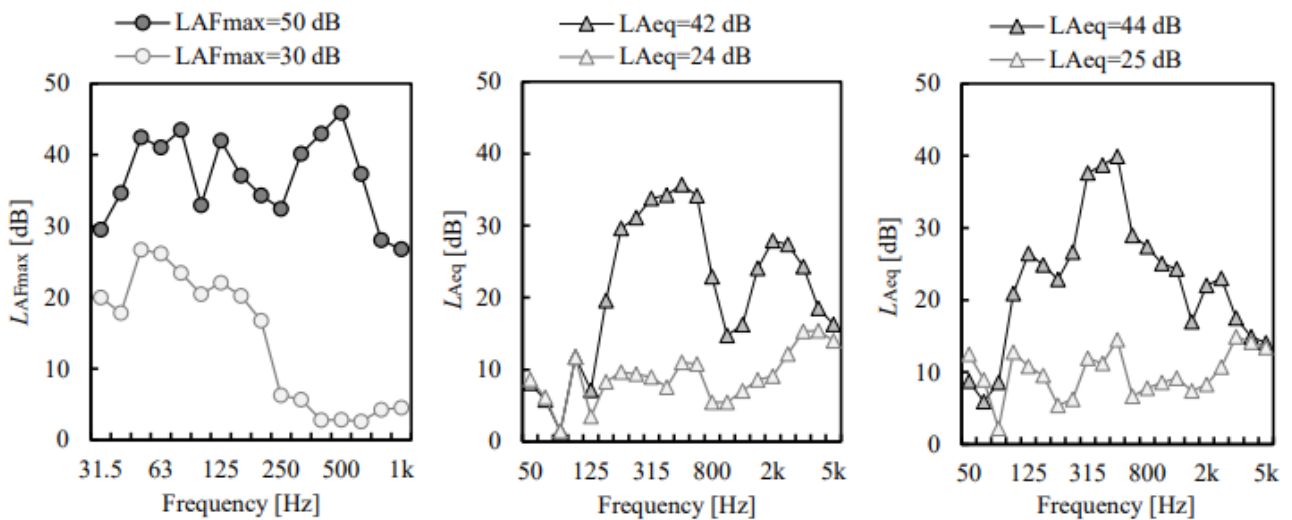 LAFmax=50 dB
LAFmax=30 dB
50
40
30
20
10
0
LAFmax [dB]
31.5 63 125 250 500 1k
Frequency [Hz]
LAeq=42 dB
LAeq=24 dB
50
40
30
20
10
0
LAeq [dB]
50 125 315 800 2k 5k
Frequency [Hz]
LAeq=44 dB
LAeq=25 dB
50
40
30
20
10
0
LAeq [dB]
50 125 315 800 2k 5k
Frequency [Hz]